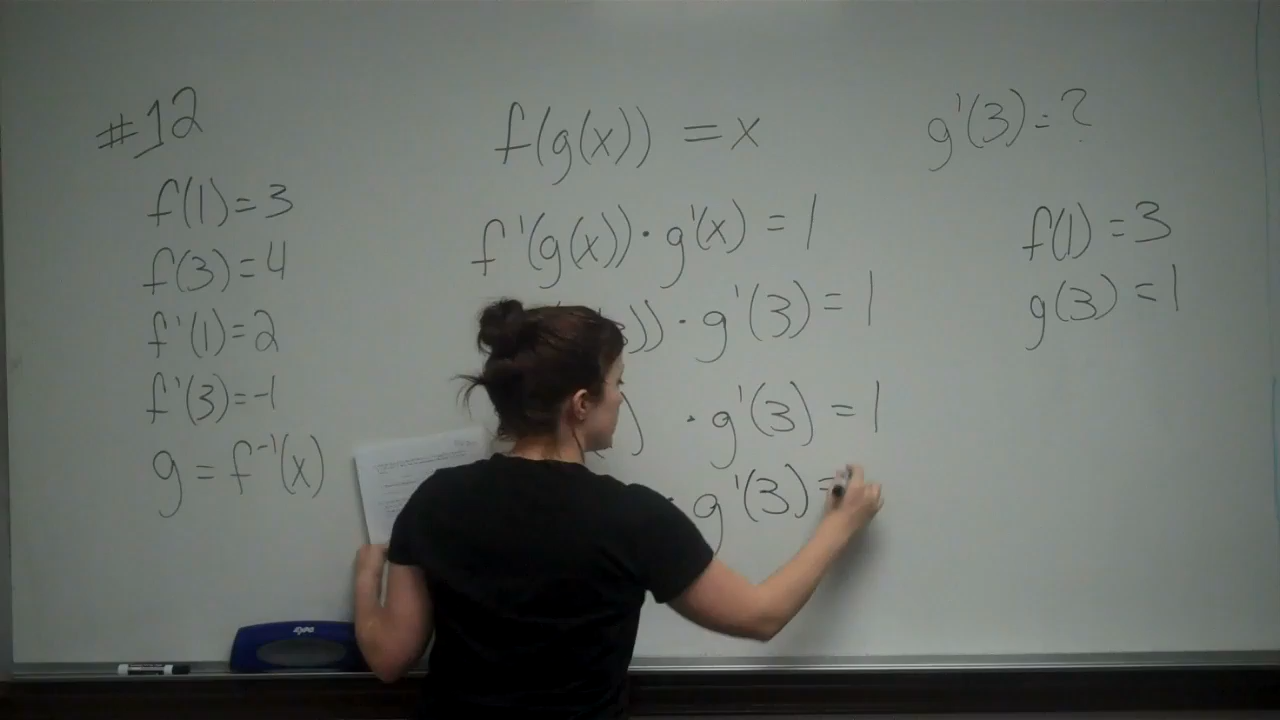 #12
f(1)=3
f(3)=4
f'(1)=2
f'(3)=-1
g=f⁻¹(x)
f(g(x))=x
f'(g(x))·g'(x)=1
))·g'(3)=1
)·g'(3)=1
·g'(3)=
g'(3)=?
f(1)=3
g(3)=1
EXPO